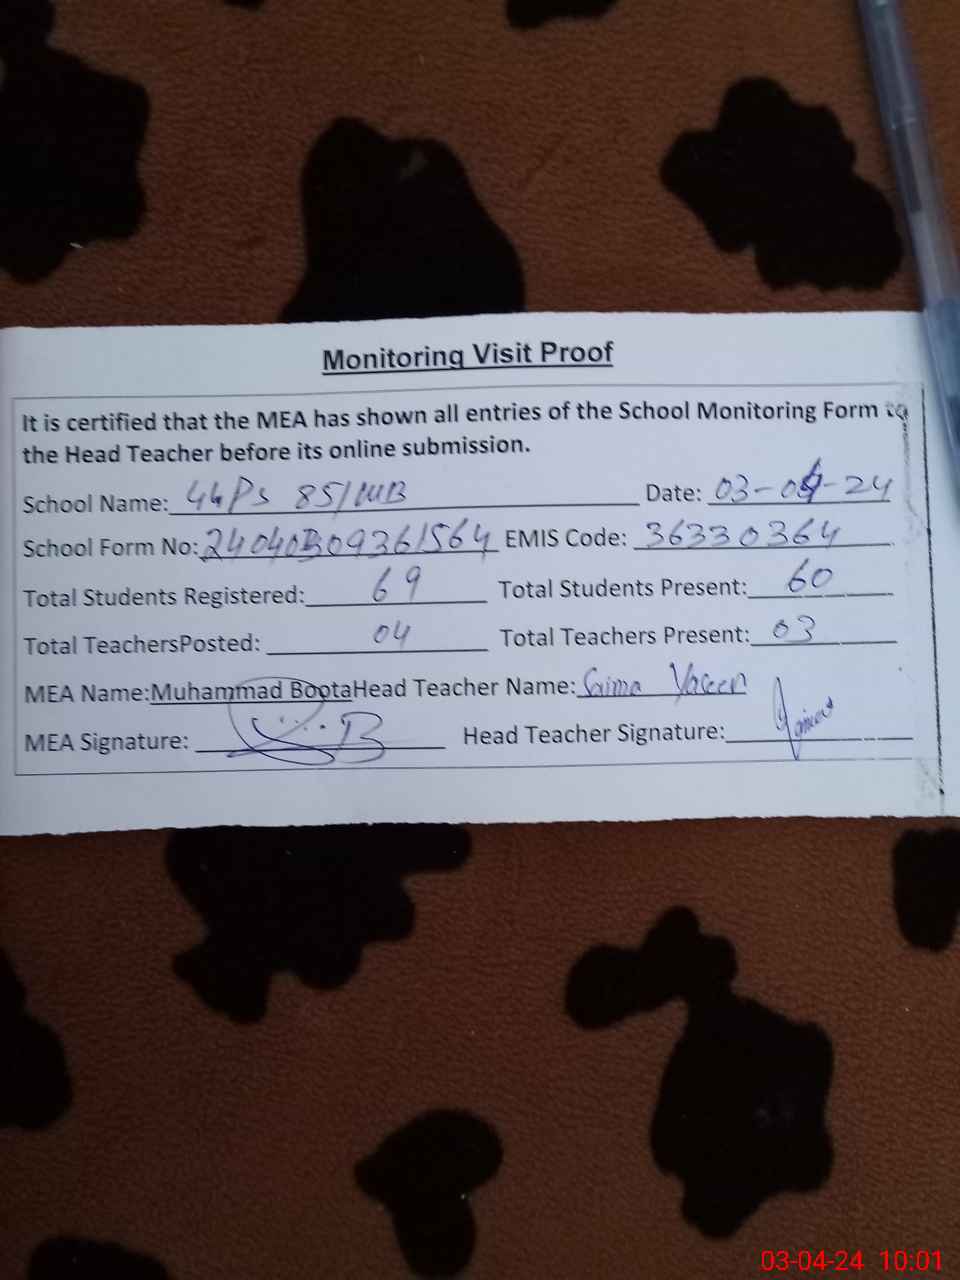 Monitoring Visit Proof
It is certified that the MEA has shown all entries of the School Monitoring Form to
the Head Teacher before its online submission.
School Name: GGPS 85/WB Date: 03-04-24
School Form No: EMIS Code: 36330364
Total Students Registered: 69 Total Students Present: 60
Total TeachersPosted: 04 Total Teachers Present: 03
MEA Name:Muhammad BootaHead Teacher Name: Saima Yaseen
MEA Signature: Head Teacher Signature:
03-04-24 10:01